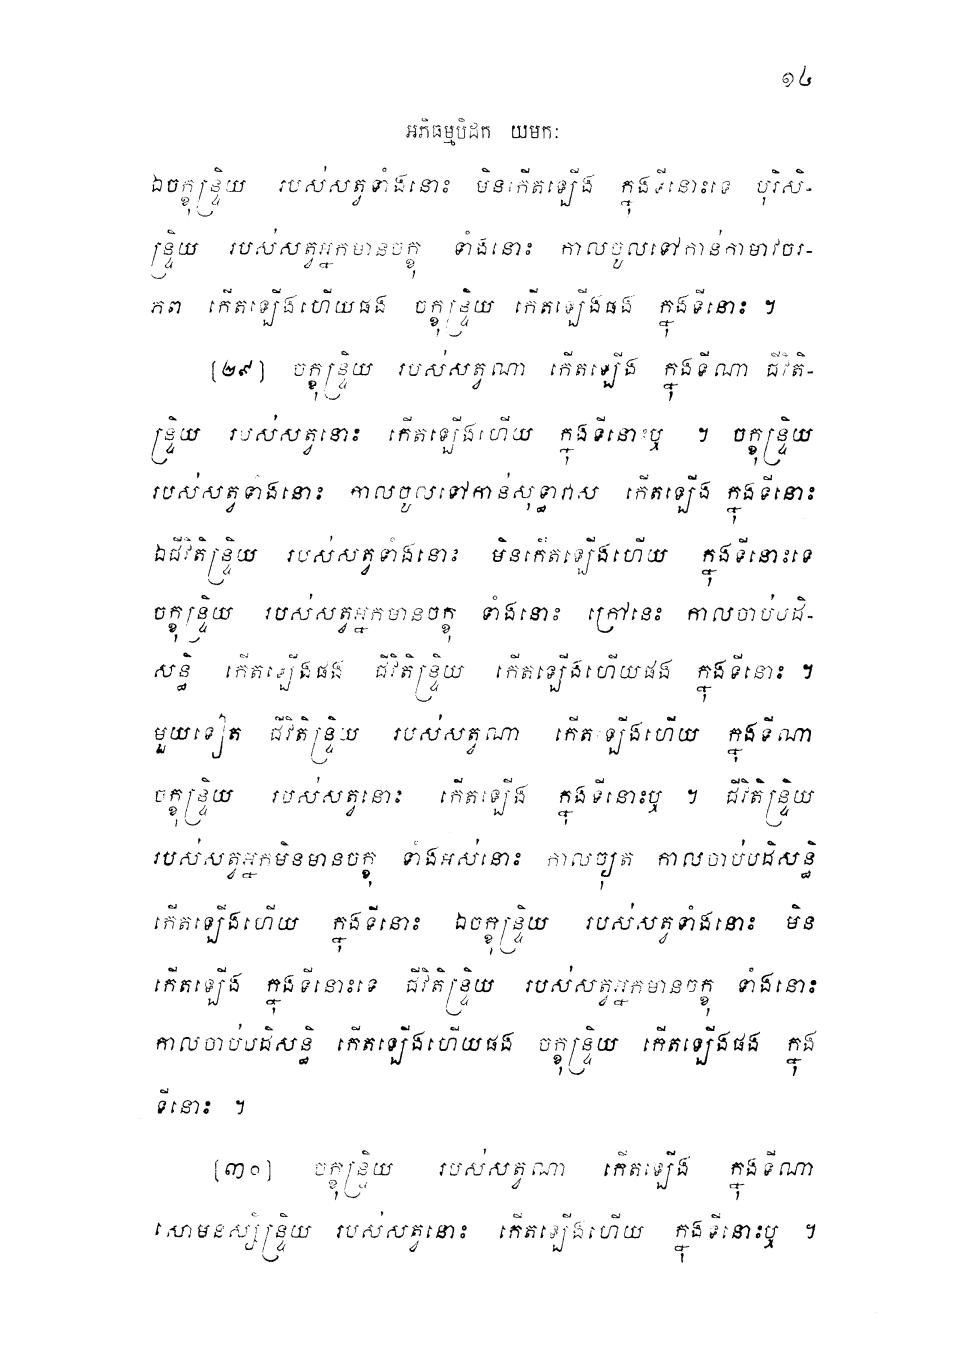 ១៤
អភិធម្មបិដក យមកៈ
ឯចក្ខុន្ទ្រិយ របស់សត្វទាំងនោះ មិនកើតឡើង ក្នុងទីនោះទេ បុរិសិ-
ន្ទ្រិយ របស់សត្វអ្នកមានចក្ខុ ទាំងនោះ កាលចូលទៅកាន់កាមាវចរ-
ភព កើតឡើងហើយផង ចក្ខុន្ទ្រិយ កើតឡើងផង ក្នុងទីនោះ ។
[២៩] ចក្ខុន្ទ្រិយ របស់សត្វណា កើតឡើង ក្នុងទីណា ជីវិតិ-
ន្ទ្រិយ របស់សត្វនោះ កើតឡើងហើយ ក្នុងទីនោះឬ ។ ចក្ខុន្ទ្រិយ
របស់សត្វទាំងនោះ កាលចូលទៅកាន់សុទ្ធាវាស កើតឡើង ក្នុងទីនោះ
ឯជីវិតិន្ទ្រិយ របស់សត្វទាំងនោះ មិនកើតឡើងហើយ ក្នុងទីនោះទេ
ចក្ខុន្ទ្រិយ របស់សត្វអ្នកមានចក្ខុ ទាំងនោះ ក្រៅនេះ កាលចាប់បដិ-
សន្ធិ កើតឡើងផង ជីវិតិន្ទ្រិយ កើតឡើងហើយផង ក្នុងទីនោះ ។
មួយទៀត ជីវិតិន្ទ្រិយ របស់សត្វណា កើតឡើងហើយ ក្នុងទីណា
ចក្ខុន្ទ្រិយ របស់សត្វនោះ កើតឡើង ក្នុងទីនោះឬ ។ ជីវិតិន្ទ្រិយ
របស់សត្វអ្នកមិនមានចក្ខុ ទាំងអស់នោះ កាលច្យុត កាលចាប់បដិសន្ធិ
កើតឡើងហើយ ក្នុងទីនោះ ឯចក្ខុន្ទ្រិយ របស់សត្វទាំងនោះ មិន
កើតឡើង ក្នុងទីនោះទេ ជីវិតិន្ទ្រិយ របស់សត្វអ្នកមានចក្ខុ ទាំងនោះ
កាលចាប់បដិសន្ធិ កើតឡើងហើយផង ចក្ខុន្ទ្រិយ កើតឡើងផង ក្នុង
ទីនោះ ។
[៣០] ចក្ខុន្ទ្រិយ របស់សត្វណា កើតឡើង ក្នុងទីណា
សោមនស្សិន្ទ្រិយ របស់សត្វនោះ កើតឡើងហើយ ក្នុងទីនោះឬ ។